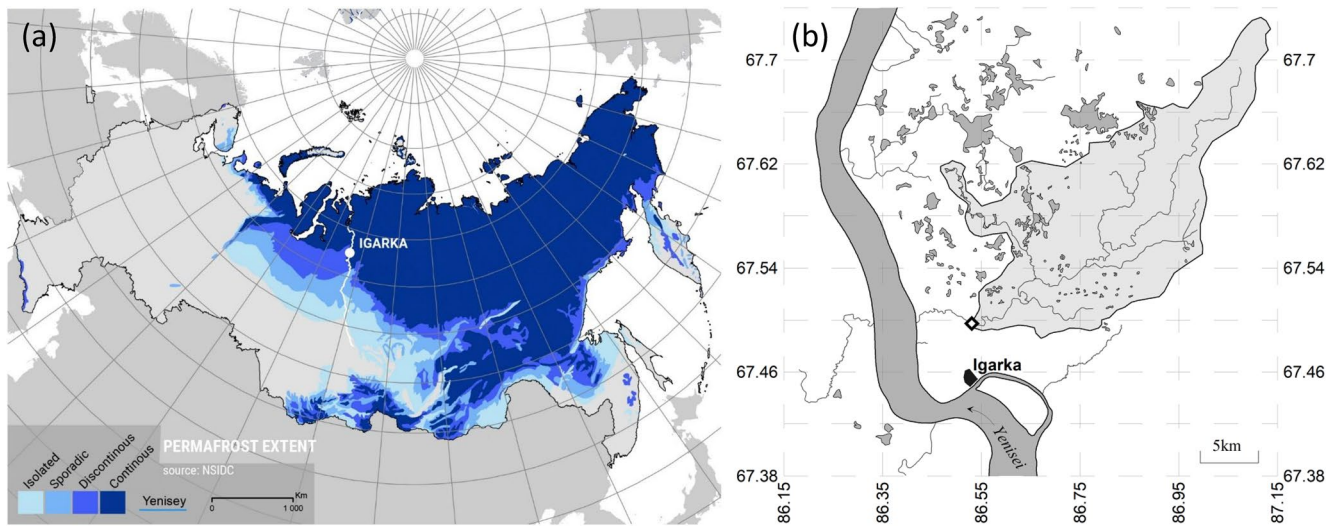 (a)
IGARKA
PERMAFROST EXTENT
source: NSIDC
Isolated
Sporadic
Discontinous
Continous
Yenisey
Km
0 1 000
(b)
67.7 67.7
67.62 67.62
67.54 67.54
67.46 67.46
67.38 67.38
Igarka
Yenisei
5km
86.15 86.35 86.55 86.75 86.95 87.15